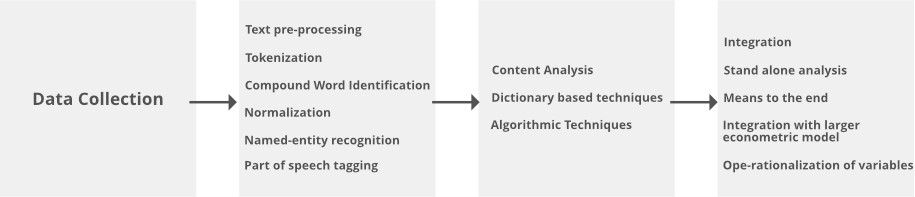 Data Collection
Text pre-processing
Tokenization
Compound Word Identification
Normalization
Named-entity recognition
Part of speech tagging
Content Analysis
Dictionary based techniques
Algorithmic Techniques
Integration
Stand alone analysis
Means to the end
Integration with larger
econometric model
Ope-rationalization of variables